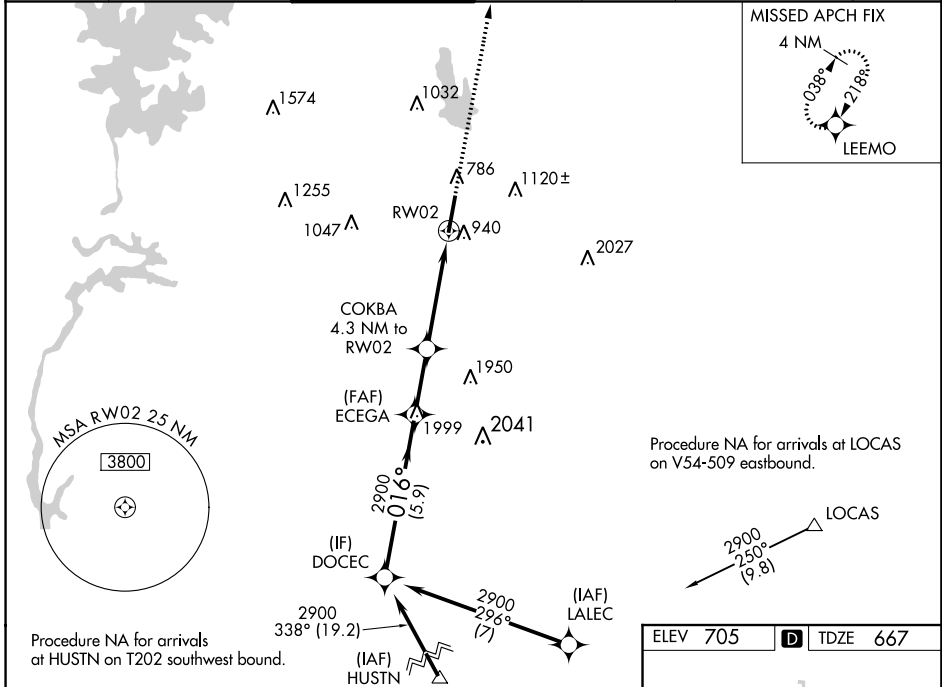 MISSED APCH FIX
4 NM
038°
218°
LEEMO
1574
1032
786
1120±
1255
1047
RW02
940
2027
COKBA
4.3 NM to
RW02
1950
(FAF)
ECEGA
1999
2041
MSA RW02 25 NM
3800
Procedure NA for arrivals at LOCAS
on V54-509 eastbound.
2900
016°
(5.9)
LOCAS
2900
250°
(9.8)
(IF)
DOCEC
2900
296°
(7)
(IAF)
LALEC
2900
338° (19.2)
Procedure NA for arrivals
at HUSTN on T202 southwest bound.
(IAF)
HUSTN
ELEV 705 D TDZE 667